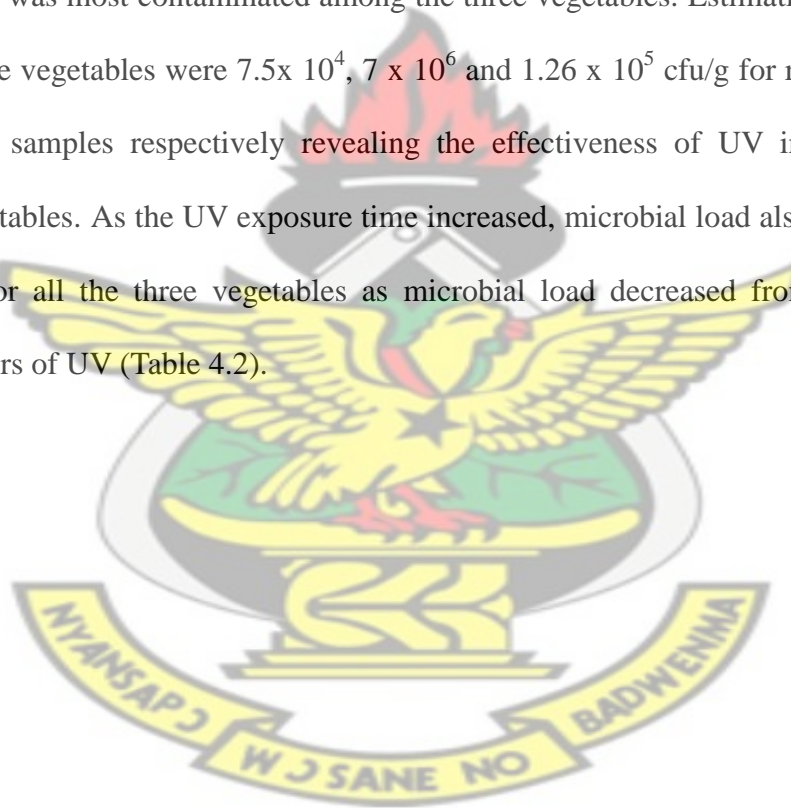 was most contaminated among the three vegetables. Estimati
e vegetables were 7.5x 10⁴, 7 x 10⁶ and 1.26 x 10⁵ cfu/g for
samples respectively revealing the effectiveness of UV i
tables. As the UV exposure time increased, microbial load als
or all the three vegetables as microbial load decreased fro
rs of UV (Table 4.2).
NYANSAPƆ
WƆ SANE NO
BADWENMA